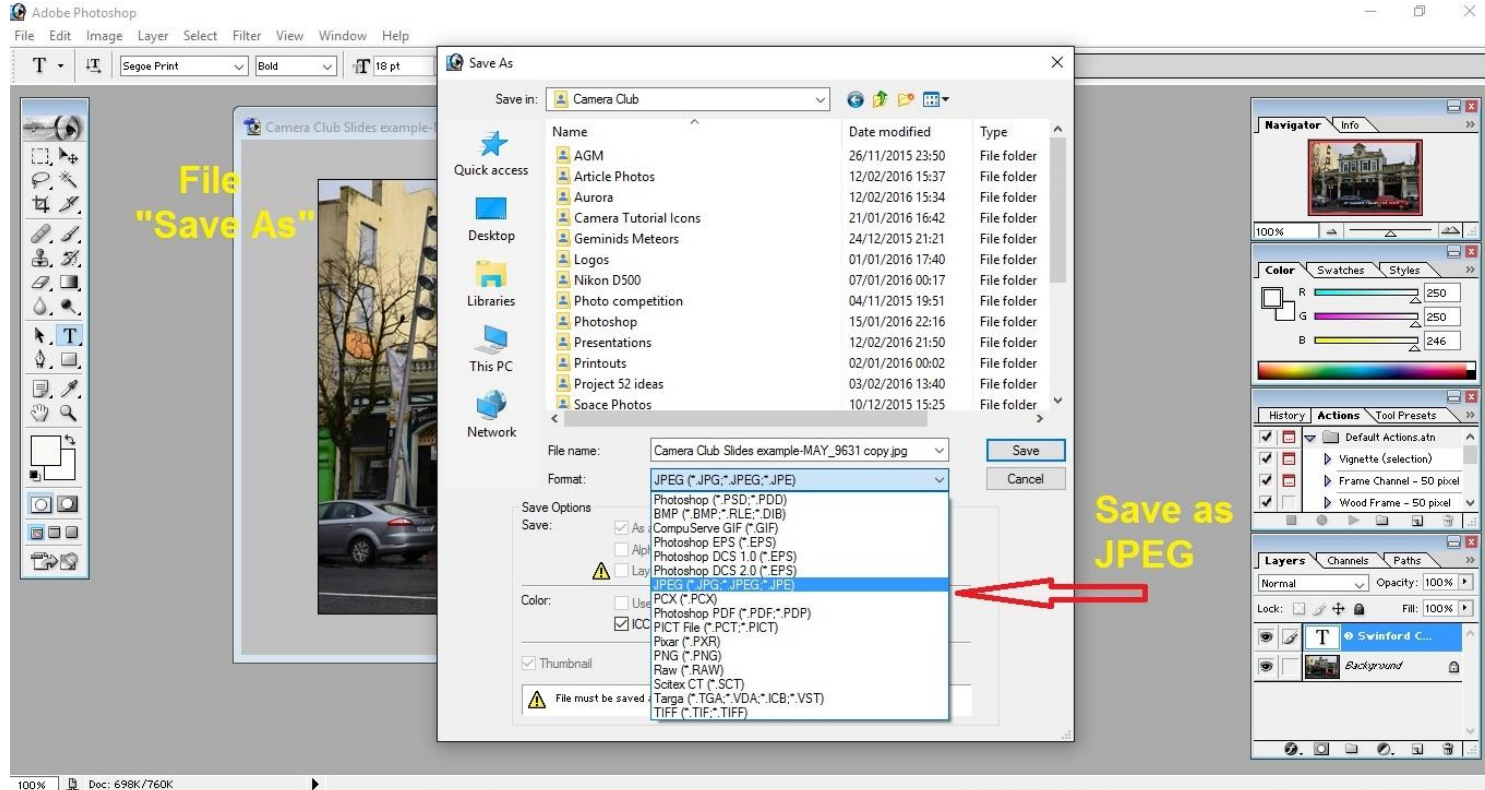 Adobe Photoshop
File Edit Image Layer Select Filter View Window Help
Segoe Print Bold 18 pt
Camera Club Slides example-
File
"Save As"
Save As
Save in: Camera Club
Quick access
Desktop
Libraries
This PC
Network
Name Date modified Type
AGM 26/11/2015 23:50 File folder
Article Photos 12/02/2016 15:37 File folder
Aurora 12/02/2016 15:34 File folder
Camera Tutorial Icons 21/01/2016 16:42 File folder
Geminids Meteors 24/12/2015 21:21 File folder
Logos 01/01/2016 17:40 File folder
Nikon D500 07/01/2016 00:17 File folder
Photo competition 04/11/2015 19:51 File folder
Photoshop 15/01/2016 22:16 File folder
Presentations 12/02/2016 21:50 File folder
Printouts 02/01/2016 00:02 File folder
Project 52 ideas 03/02/2016 13:40 File folder
Space Photos 10/12/2015 15:25 File folder
File name: Camera Club Slides example-MAY_9631 copy.jpg Save
Format: JPEG (*.JPG;*.JPEG;*.JPE) Cancel
Photoshop (*.PSD;*.PDD)
BMP (*.BMP;*.RLE;*.DIB)
CompuServe GIF (*.GIF)
Photoshop EPS (*.EPS)
Photoshop DCS 1.0 (*.EPS)
Photoshop DCS 2.0 (*.EPS)
JPEG (*.JPG;*.JPEG;*.JPE)
PCX (*.PCX)
Photoshop PDF (*.PDF;*.PDP)
PICT File (*.PCT;*.PICT)
Pixar (*.PXR)
PNG (*.PNG)
Raw (*.RAW)
Scitex CT (*.SCT)
Targa (*.TGA;*.VDA;*.ICB;*.VST)
TIFF (*.TIF;*.TIFF)
Save Options
Save:
As
Alp
Lay
Color:
Use
ICC
Thumbnail
File must be saved
Save as
JPEG
Navigator Info
100%
Color Swatches Styles
R 250
G 250
B 246
History Actions Tool Presets
Default Actions.atn
Vignette (selection)
Frame Channel - 50 pixel
Wood Frame - 50 pixel
Layers Channels Paths
Normal Opacity: 100%
Lock: Fill: 100%
T © Swinford C...
Background
100% Doc: 698K/760K